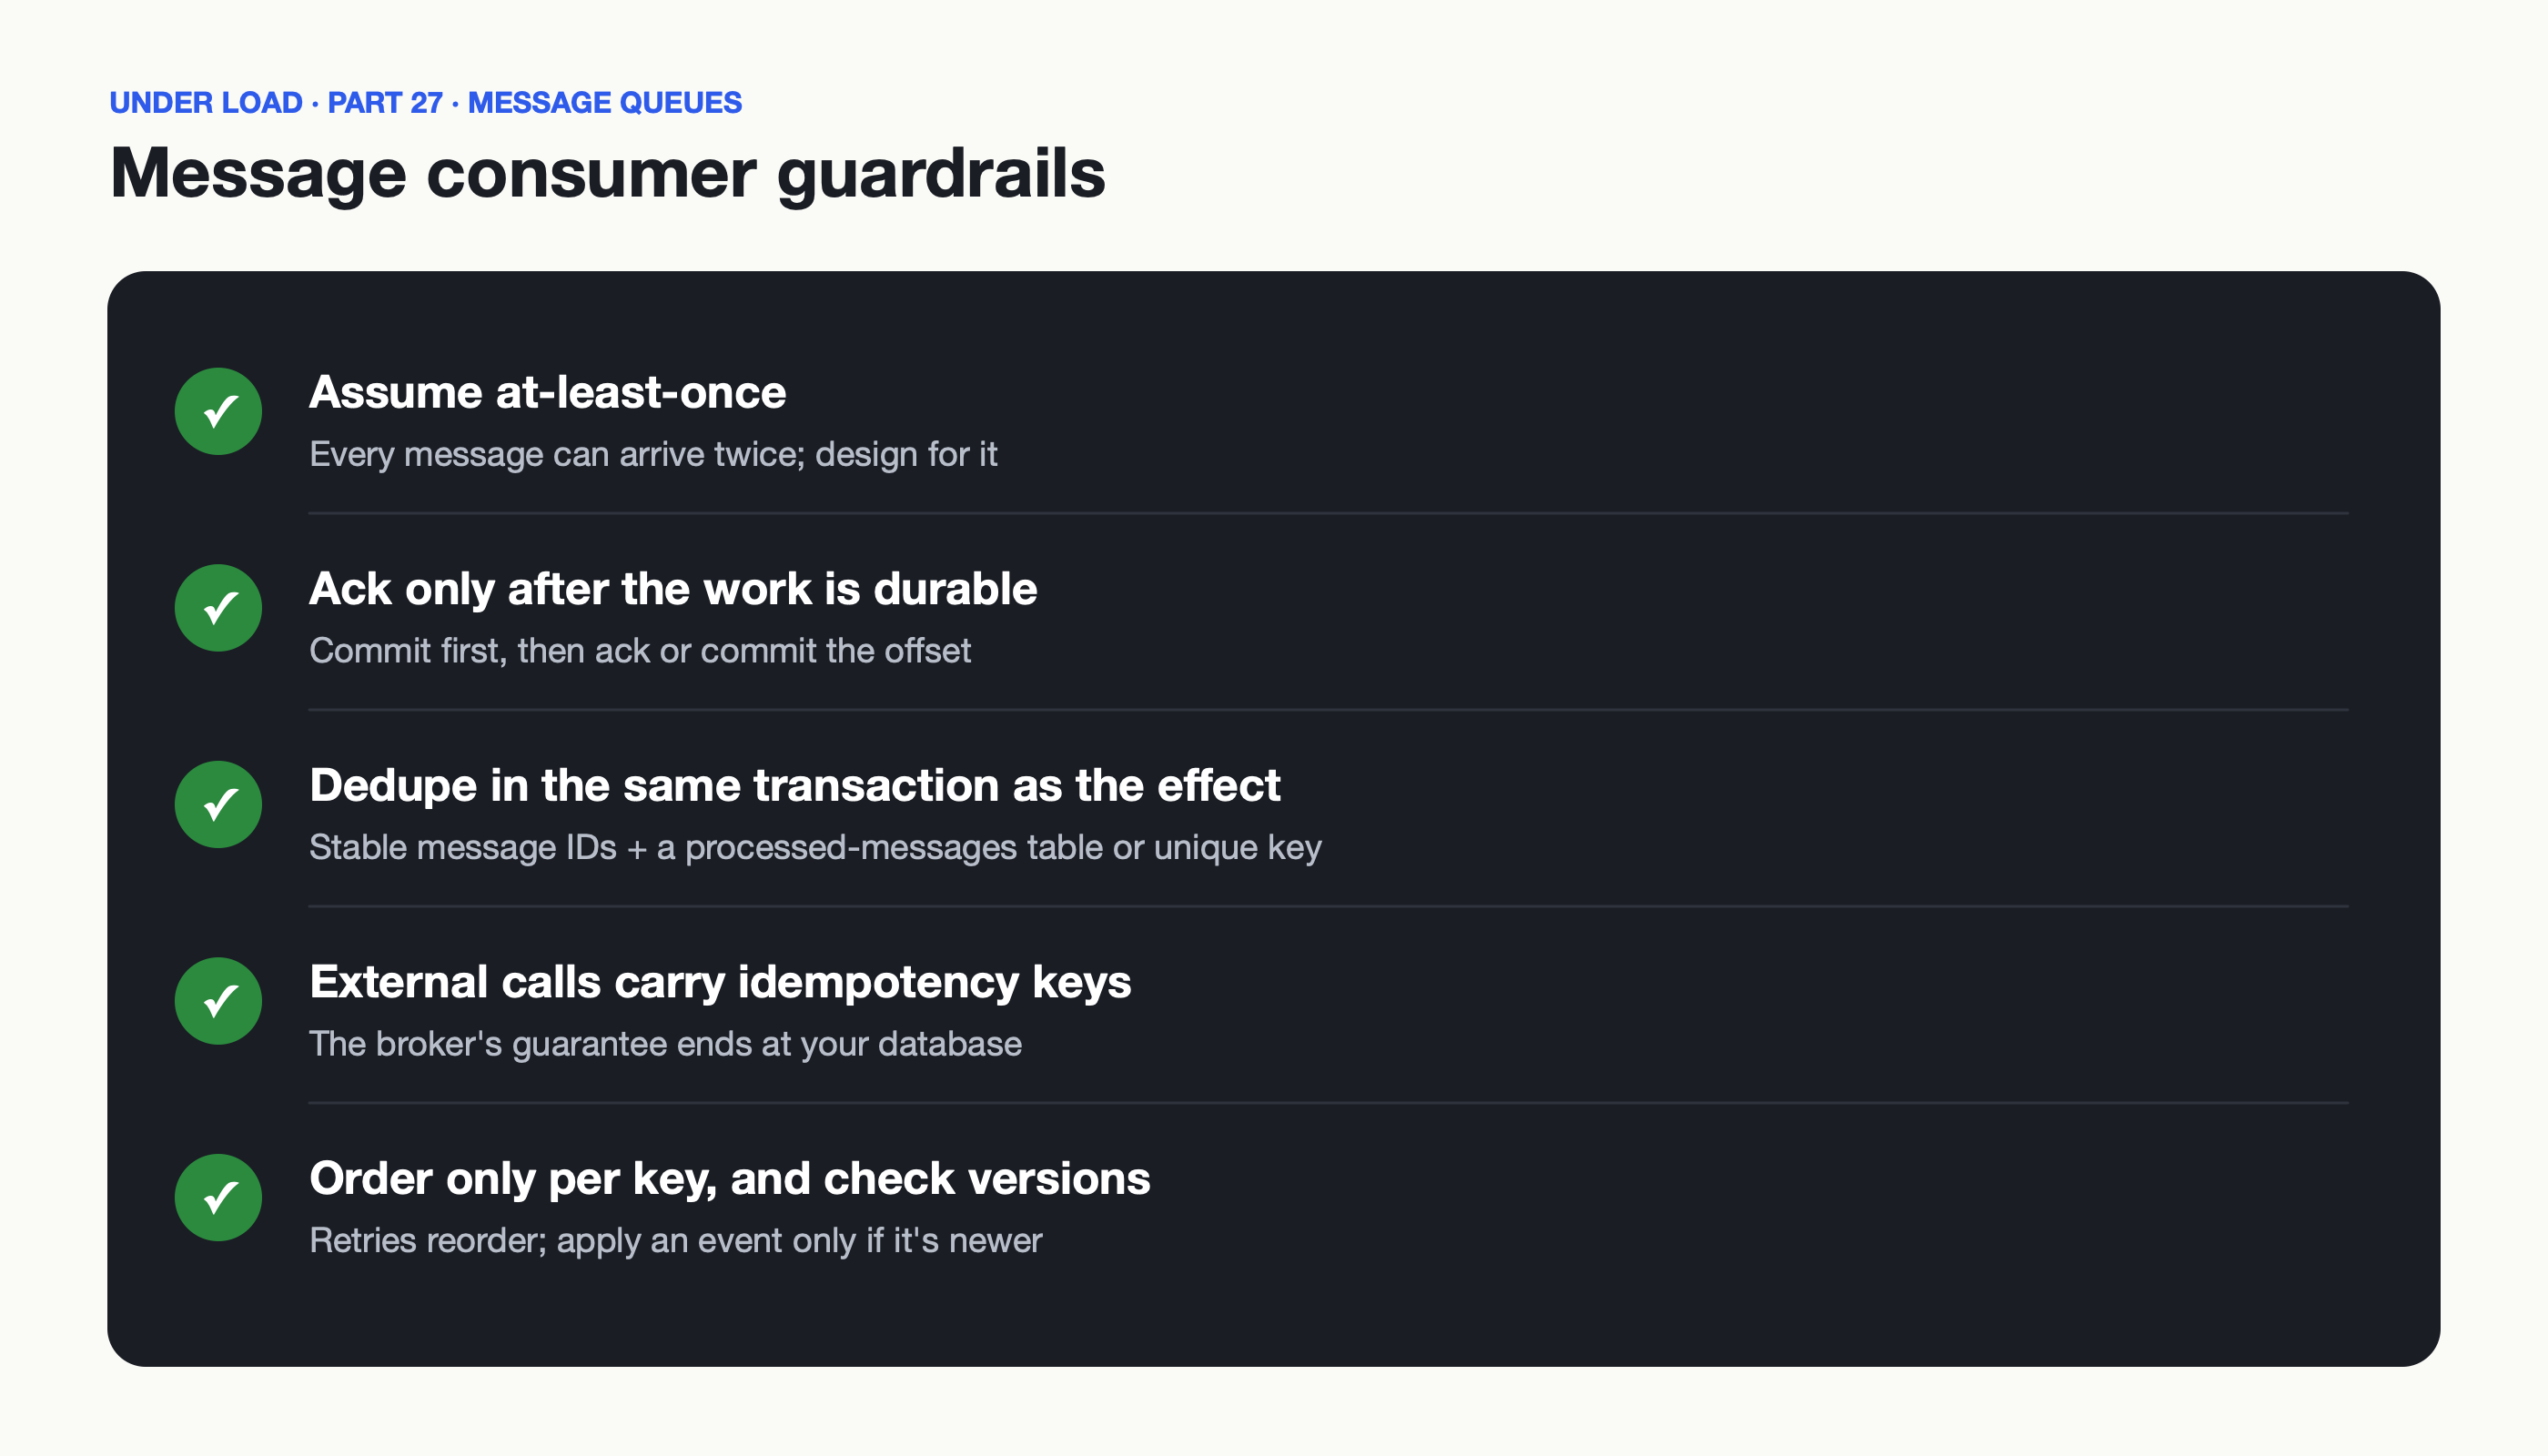 UNDER LOAD · PART 27 · MESSAGE QUEUES
Message consumer guardrails
Assume at-least-once
Every message can arrive twice; design for it
Ack only after the work is durable
Commit first, then ack or commit the offset
Dedupe in the same transaction as the effect
Stable message IDs + a processed-messages table or unique key
External calls carry idempotency keys
The broker's guarantee ends at your database
Order only per key, and check versions
Retries reorder; apply an event only if it's newer